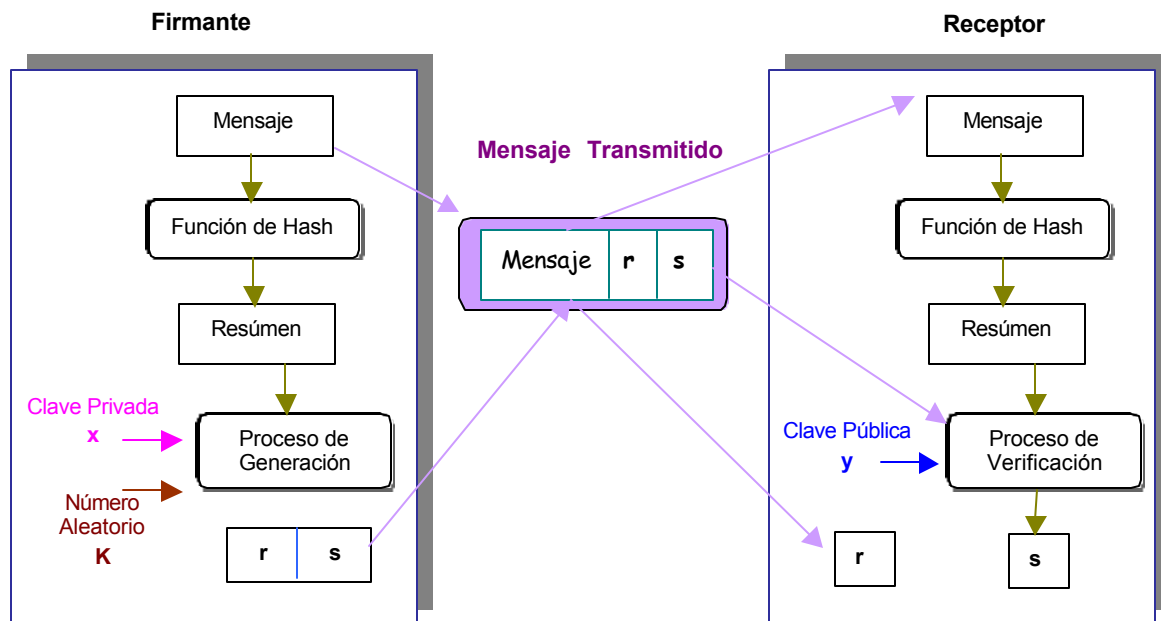 Firmante
Mensaje
Función de Hash
Resúmen
Clave Privada
x
Proceso de
Generación
Número
Aleatorio
K
r s
Mensaje Transmitido
Mensaje r s
Receptor
Mensaje
Función de Hash
Resúmen
Clave Pública
y
Proceso de
Verificación
r
s